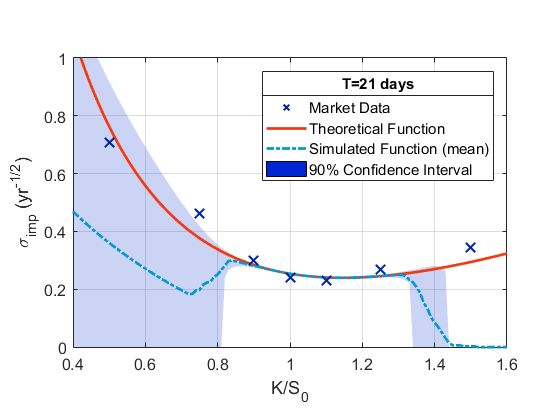 T=21 days
Market Data
Theoretical Function
Simulated Function (mean)
90% Confidence Interval
σ_imp (yr^-1/2)
1
0.8
0.6
0.4
0.2
0
0.4 0.6 0.8 1 1.2 1.4 1.6
K/S_0